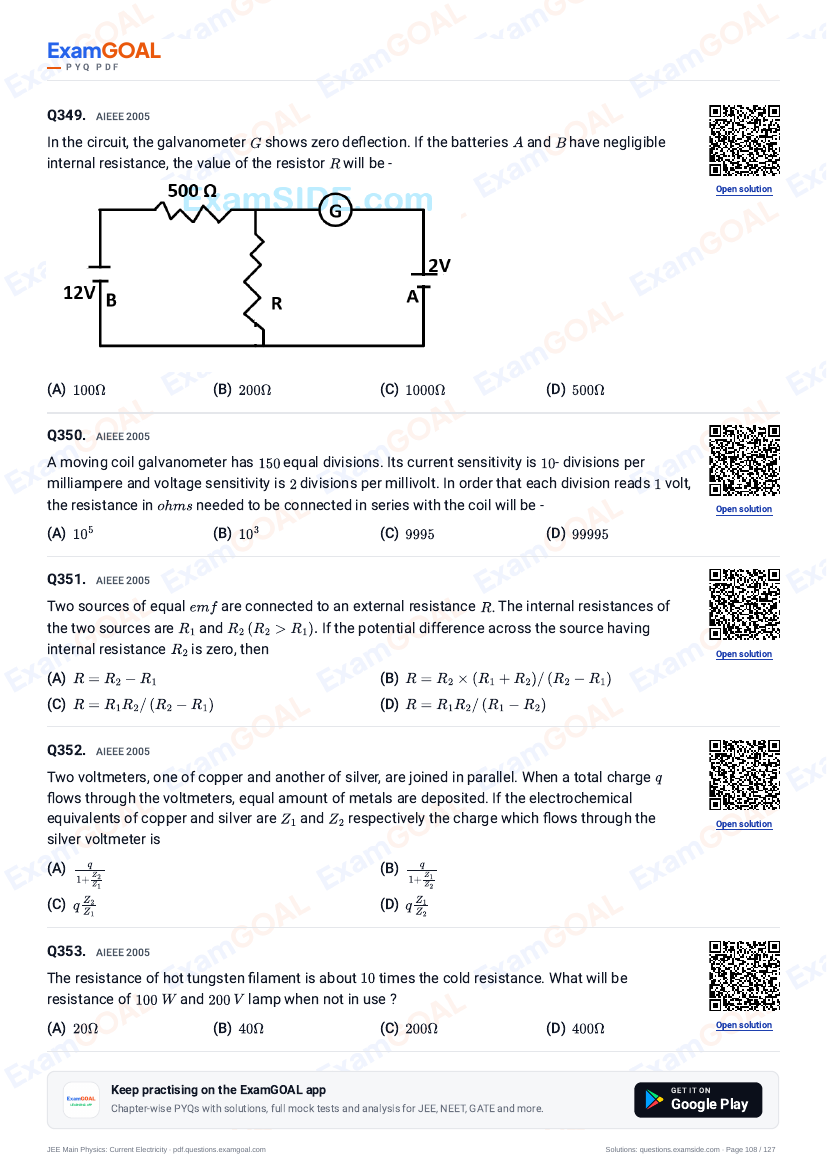 ExamGOAL
PYQ PDF
Q349. AIEEE 2005
In the circuit, the galvanometer G shows zero deflection. If the batteries A and B have negligible
internal resistance, the value of the resistor R will be -
Open solution
ExamSIDE.com
500 Ω
G
12V B
R
A
2V
(A) 100Ω (B) 200Ω (C) 1000Ω (D) 500Ω
Q350. AIEEE 2005
A moving coil galvanometer has 150 equal divisions. Its current sensitivity is 10- divisions per
milliampere and voltage sensitivity is 2 divisions per millivolt. In order that each division reads 1 volt,
the resistance in ohms needed to be connected in series with the coil will be -
Open solution
(A) 10⁵ (B) 10³ (C) 9995 (D) 99995
Q351. AIEEE 2005
Two sources of equal emf are connected to an external resistance R. The internal resistances of
the two sources are R₁ and R₂ (R₂ > R₁). If the potential difference across the source having
internal resistance R₂ is zero, then
Open solution
(A) R = R₂ − R₁ (B) R = R₂ × (R₁ + R₂)/ (R₂ − R₁)
(C) R = R₁R₂/ (R₂ − R₁) (D) R = R₁R₂/ (R₁ − R₂)
Q352. AIEEE 2005
Two voltmeters, one of copper and another of silver, are joined in parallel. When a total charge q
flows through the voltmeters, equal amount of metals are deposited. If the electrochemical
equivalents of copper and silver are Z₁ and Z₂ respectively the charge which flows through the
silver voltmeter is
Open solution
(A) q/(1+Z₂/Z₁) (B) q/(1+Z₁/Z₂)
(C) q Z₂/Z₁ (D) q Z₁/Z₂
Q353. AIEEE 2005
The resistance of hot tungsten filament is about 10 times the cold resistance. What will be
resistance of 100 W and 200 V lamp when not in use ?
Open solution
(A) 20Ω (B) 40Ω (C) 200Ω (D) 400Ω
ExamGOAL
Keep practising on the ExamGOAL app
Chapter-wise PYQs with solutions, full mock tests and analysis for JEE, NEET, GATE and more.
GET IT ON
Google Play
JEE Main Physics: Current Electricity · pdf.questions.examgoal.com
Solutions: questions.examside.com · Page 108 / 127